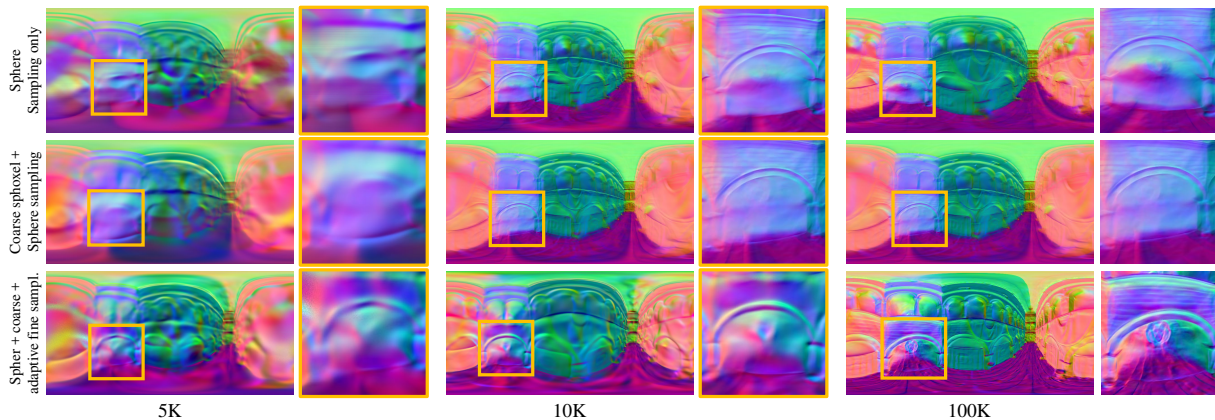 Sphere
Sampling only
Coarse sphoxel +
Sphere sampling
Spher + coarse +
adaptive fine sampl.
5K
10K
100K